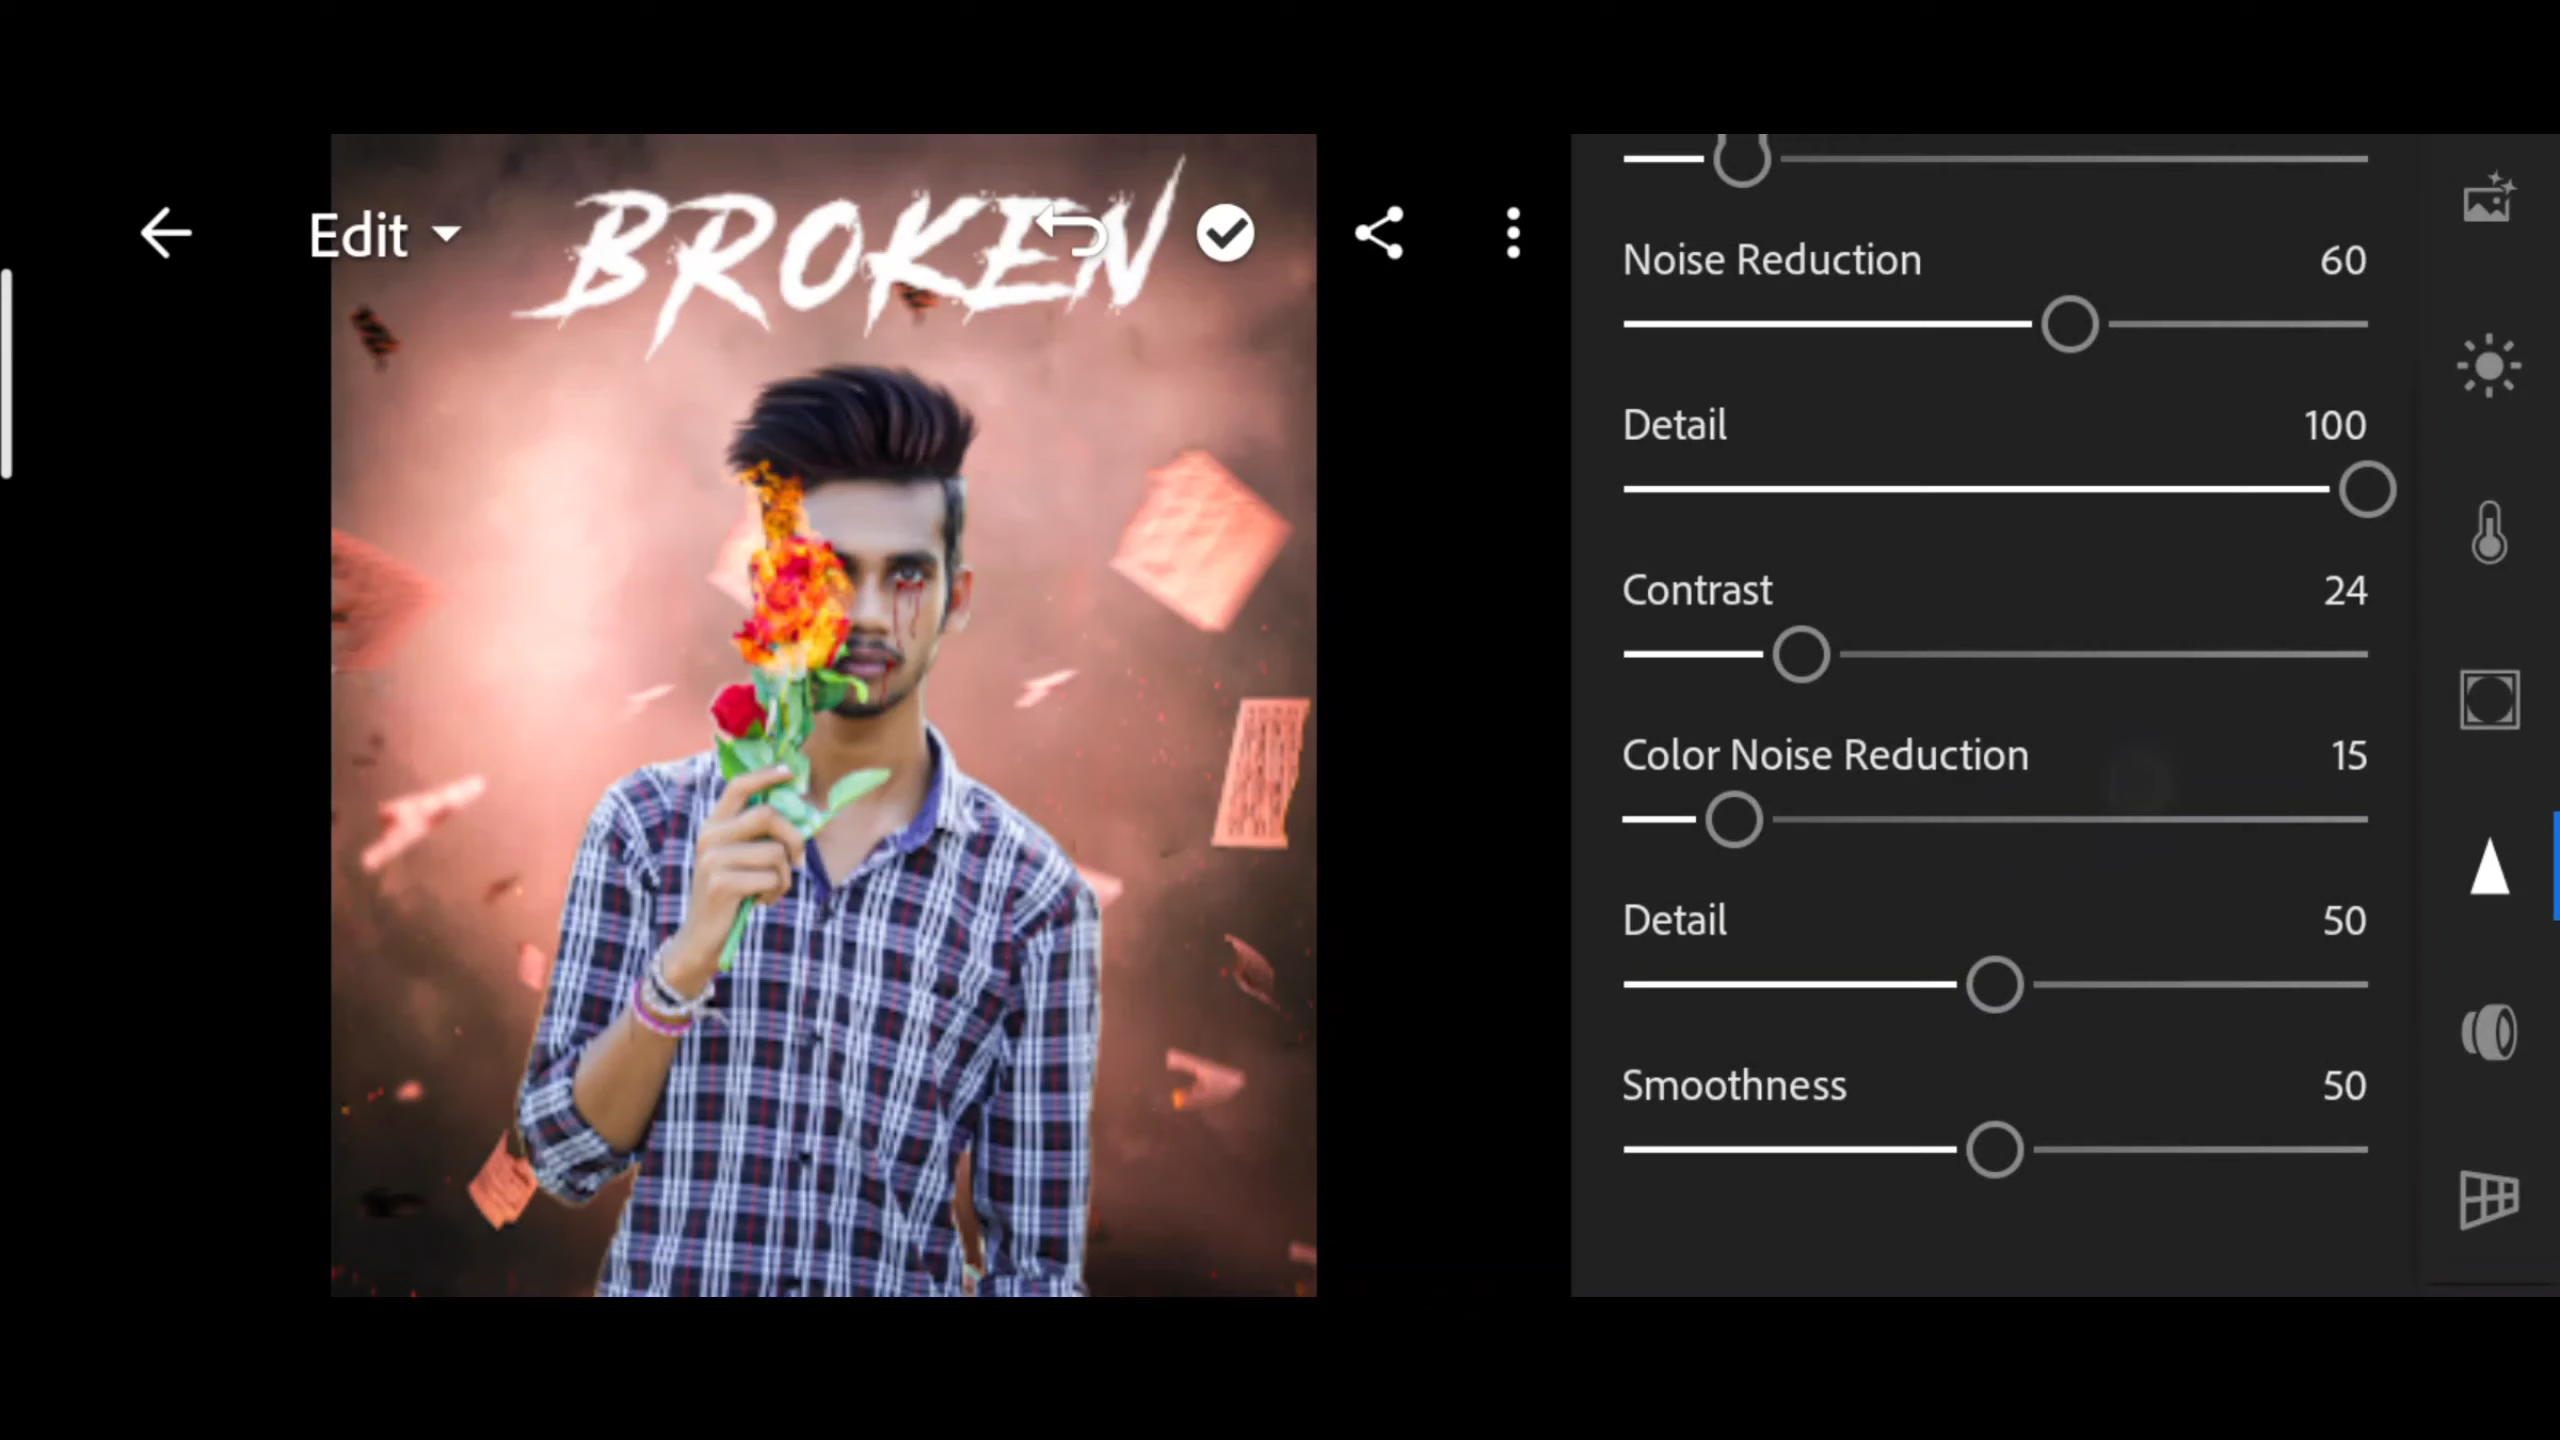 BROKEN
Edit
Noise Reduction 60
Detail 100
Contrast 24
Color Noise Reduction 15
Detail 50
Smoothness 50